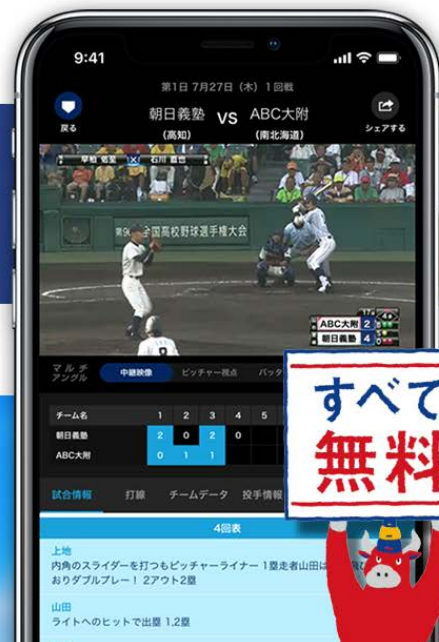 9:41
第1日 7月27日（木）1回戦
戻る
朝日義塾 VS ABC大附
(高知) (南北海道)
シェアする
早柏 佑至 石川 直也
全国高校野球選手権大会
ABC大附 2
朝日義塾 4
マルチアングル
中継映像 ピッチャー視点
チーム名 1 2 3 4 5
朝日義塾 2 0 2 0
ABC大附 0 1 1
すべて
無料
試合情報 打線 チームデータ 投手情報
4回表
上地
内角のスライダーを打つもピッチャーライナー 1塁走者山田は
おりダブルプレー！ 2アウト2塁
山田
ライトへのヒットで出塁 1,2塁